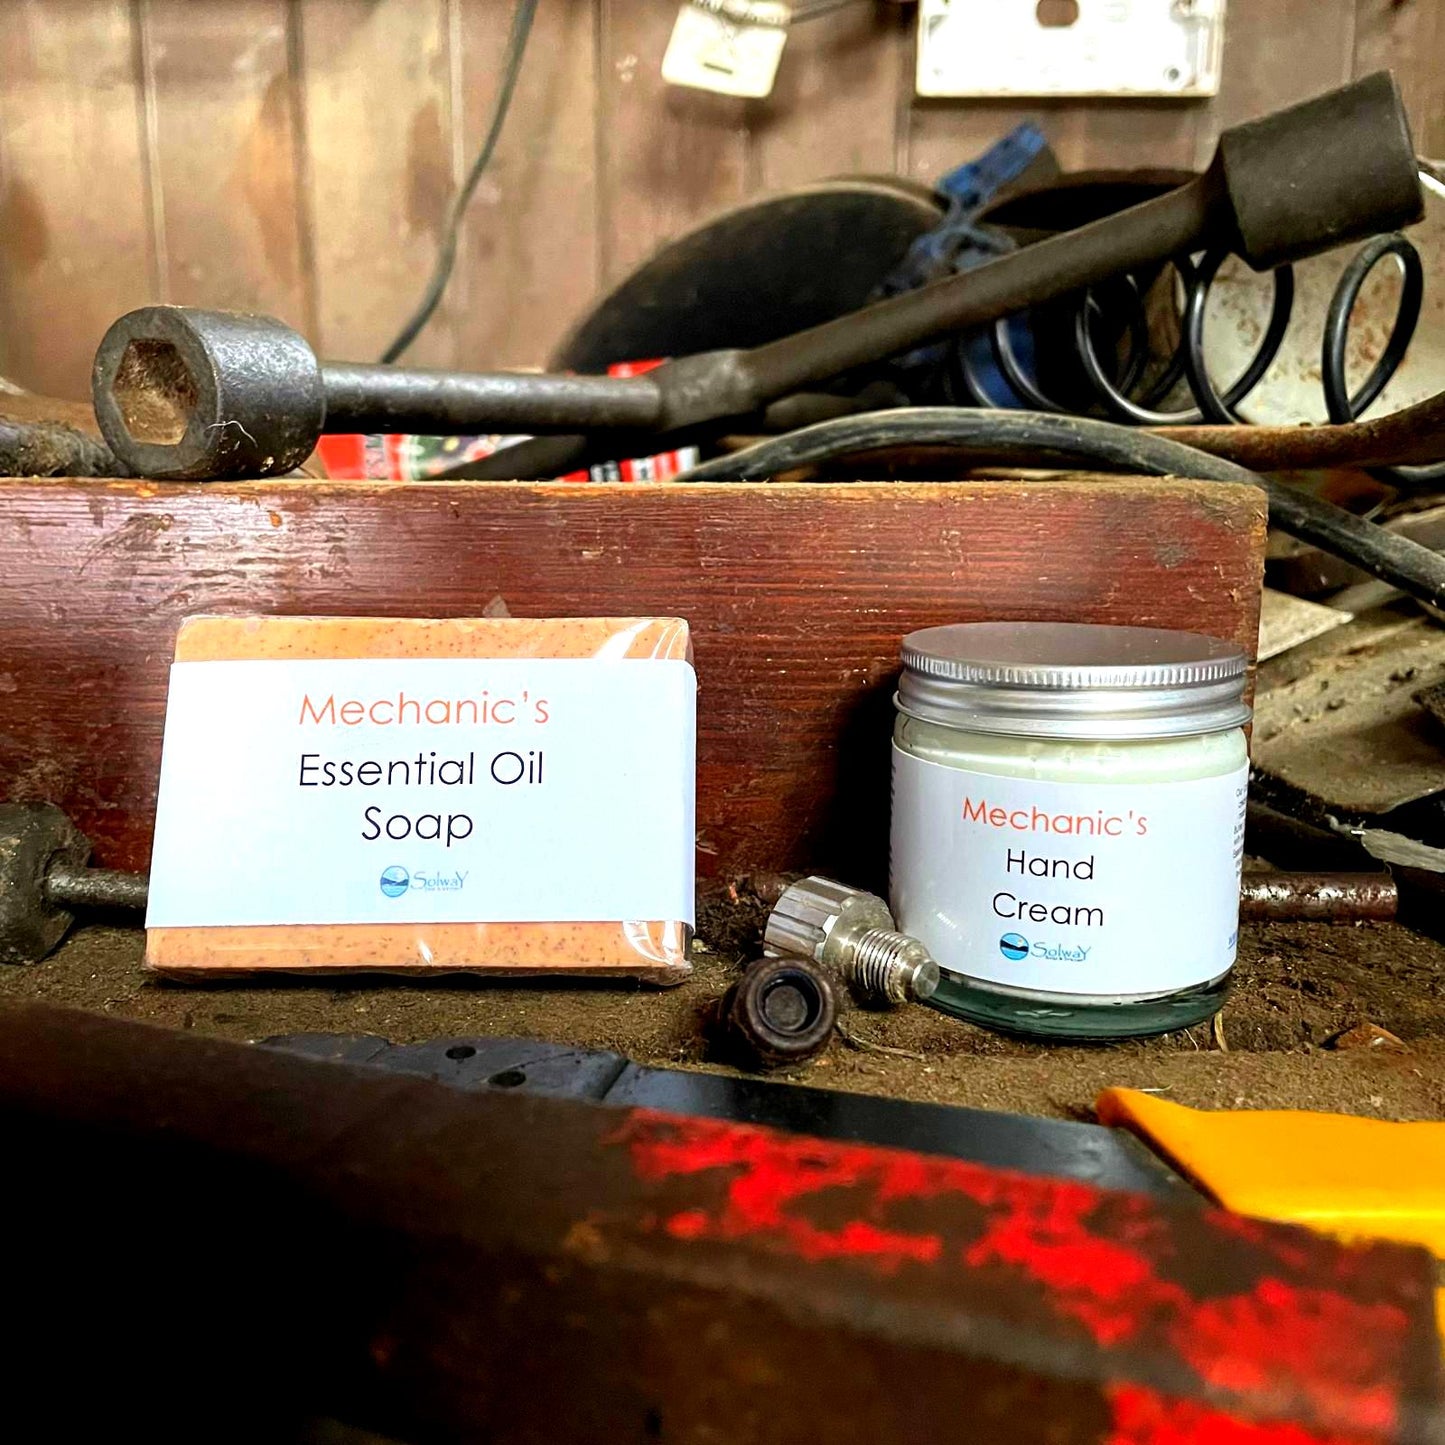 Mechanic's
Essential Oil
Soap
Solway
Mechanic's
Hand
Cream
Solway